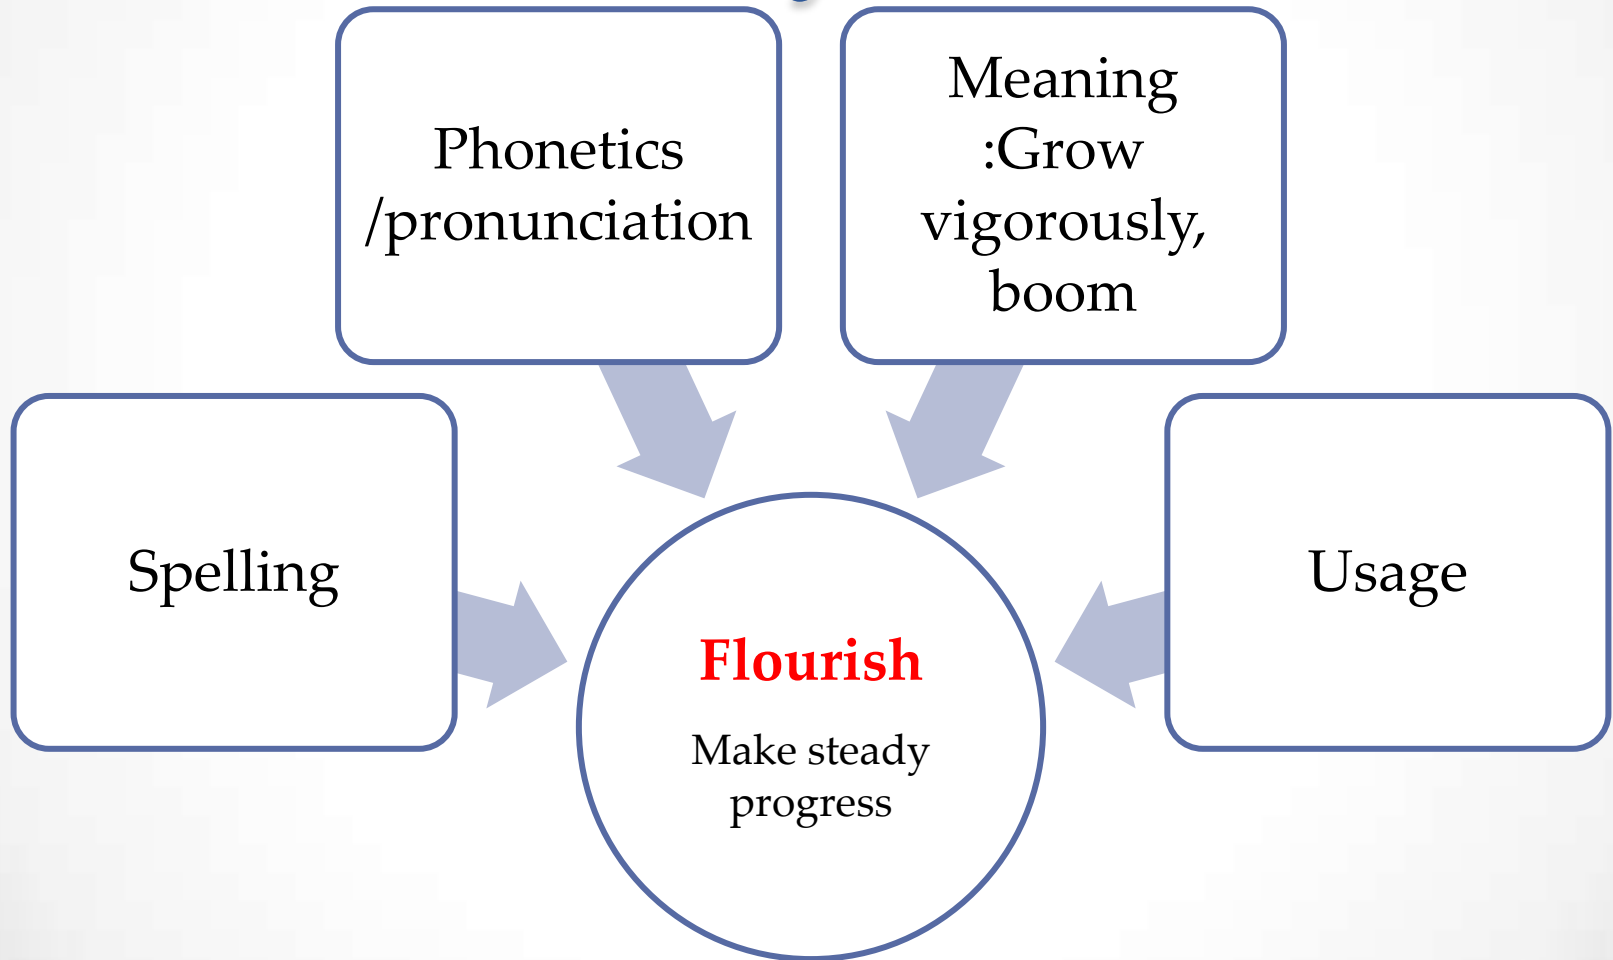 Phonetics
/pronunciation
Meaning
:Grow
vigorously,
boom
Spelling
Usage
Flourish
Make steady
progress